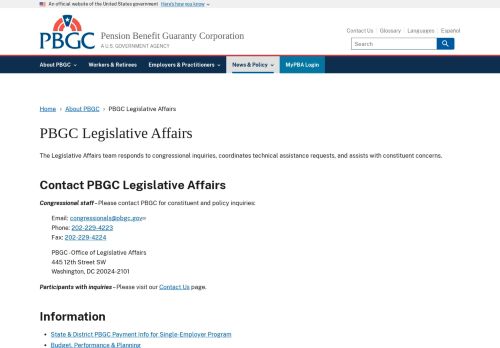 An official website of the United States government Here's how you know
PBGC
Pension Benefit Guaranty Corporation
A U.S. GOVERNMENT AGENCY
Contact Us Glossary Languages Español
Search
About PBGC Workers & Retirees Employers & Practitioners News & Policy MyPBA Login
Home > About PBGC > PBGC Legislative Affairs
PBGC Legislative Affairs
The Legislative Affairs team responds to congressional inquiries, coordinates technical assistance requests, and assists with constituent concerns.
Contact PBGC Legislative Affairs
Congressional staff – Please contact PBGC for constituent and policy inquiries:
Email: congressionals@pbgc.gov
Phone: 202-229-4223
Fax: 202-229-4224
PBGC - Office of Legislative Affairs
445 12th Street SW
Washington, DC 20024-2101
Participants with inquiries – Please visit our Contact Us page.
Information
State & District PBGC Payment Info for Single-Employer Program
Budget, Performance & Planning